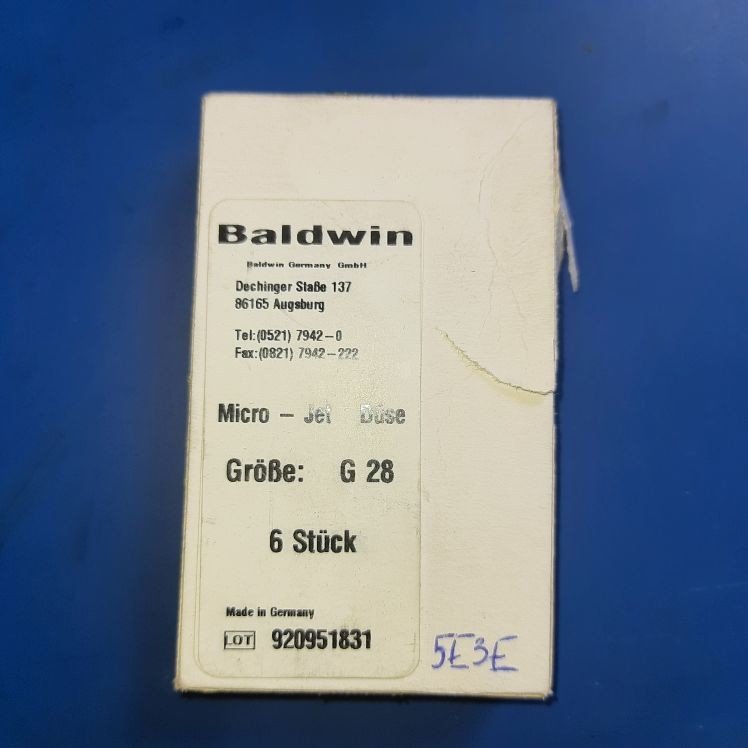 Baldwin
Baldwin Germany GmbH
Dechinger Staße 137
86165 Augsburg
Tel:(0521) 7942-0
Fax:(0821) 7942-222
Micro - Jet Düse
Größe: G 28
6 Stück
Made in Germany
LOT 920951831
5E3E